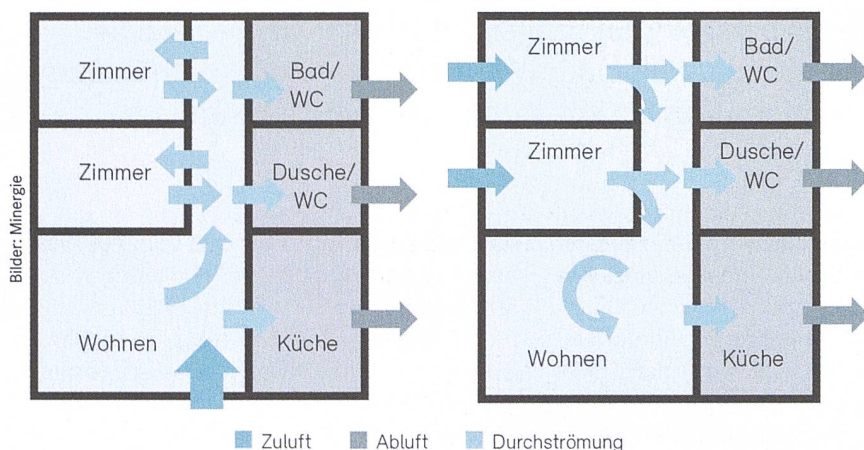 Zimmer
Bad/
WC
Zimmer
Dusche/
WC
Wohnen
Küche
Zimmer
Bad/
WC
Zimmer
Dusche/
WC
Wohnen
Küche
Bilder: Minergie
Zuluft
Abluft
Durchströmung